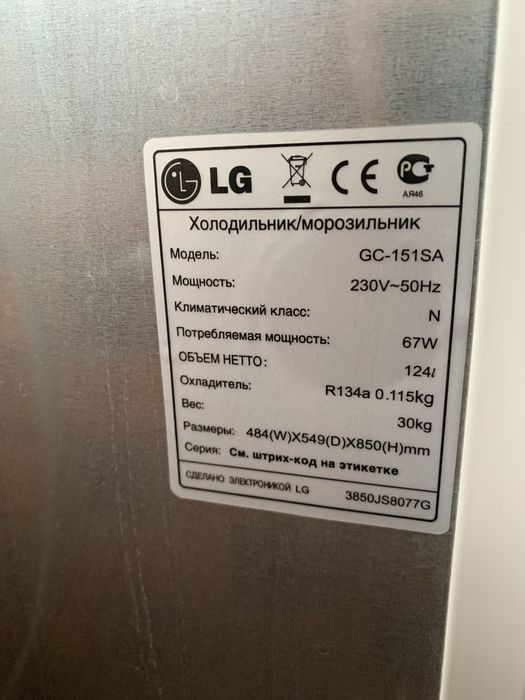 LG CE PCT
АЯ46
Холодильник/морозильник
Модель: GC-151SA
Мощность: 230V~50Hz
Климатический класс: N
Потребляемая мощность: 67W
ОБЪЕМ НЕТТО: 124ℓ
Охладитель: R134a 0.115kg
Вес: 30kg
Размеры: 484(W)X549(D)X850(H)mm
Серия: См. штрих-код на этикетке
СДЕЛАНО ЭЛЕКТРОНИКОЙ LG 3850JS8077G